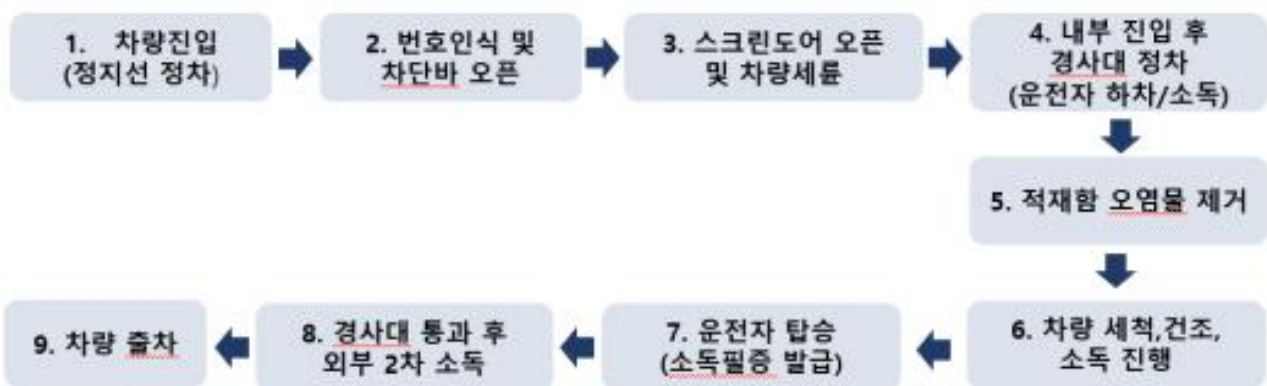 1. 차량진입
(정지선 정차)
2. 번호인식 및
차단바 오픈
3. 스크린도어 오픈
및 차량세륜
4. 내부 진입 후
경사대 정차
(운전자 하차/소독)
5. 적재함 오염물 제거
6. 차량 세척,건조,
소독 진행
7. 운전자 탑승
(소독필증 발급)
8. 경사대 통과 후
외부 2차 소독
9. 차량 출차